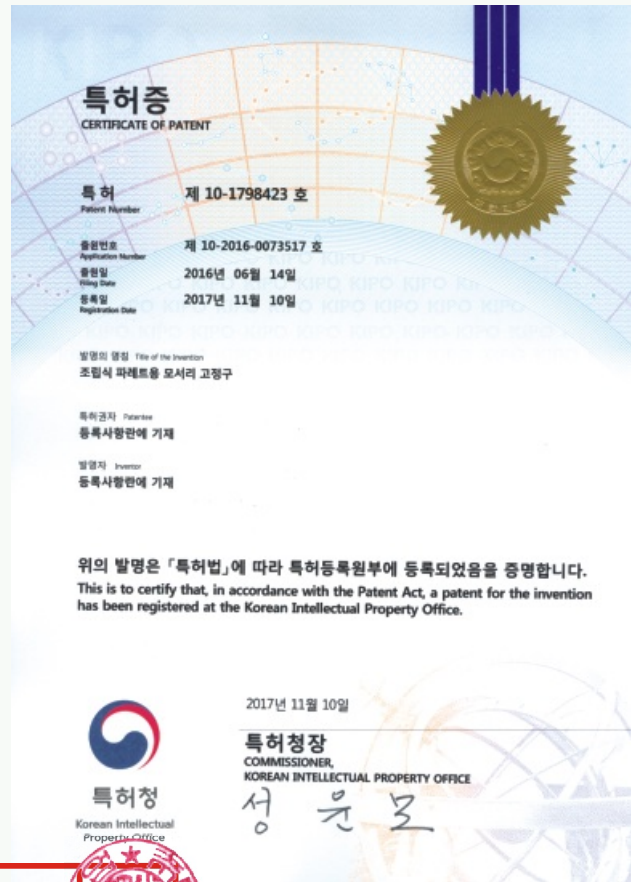 특허증
CERTIFICATE OF PATENT
특 허 제 10-1798423 호
Patent Number
출원번호 제 10-2016-0073517 호
Application Number
출원일 2016년 06월 14일
Filing Date
등록일 2017년 11월 10일
Registration Date
발명의 명칭 Title of the Invention
조립식 파레트용 모서리 고정구
특허권자 Patentee
등록사항란에 기재
발명자 Inventor
등록사항란에 기재
위의 발명은 「특허법」에 따라 특허등록원부에 등록되었음을 증명합니다.
This is to certify that, in accordance with the Patent Act, a patent for the invention
has been registered at the Korean Intellectual Property Office.
2017년 11월 10일
특허청장
COMMISSIONER,
KOREAN INTELLECTUAL PROPERTY OFFICE
성 윤 모
특허청
Korean Intellectual
Property Office
KIPO